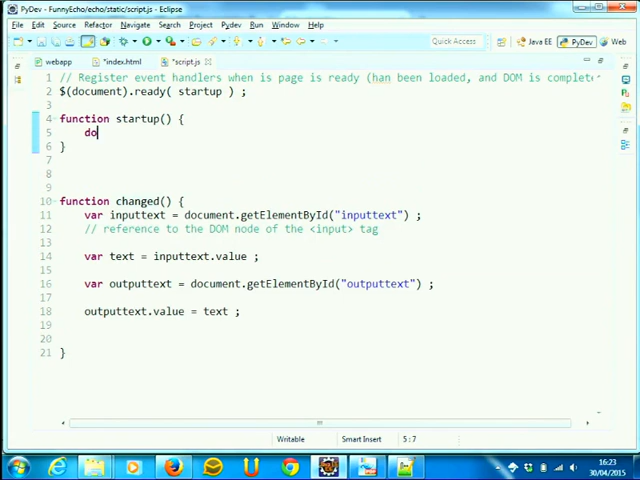 PyDev - FunnyEcho/echo/static/script.js - Eclipse
File Edit Source Refactoring Navigate Search Project Pydev Run Window Help
Quick Access
Java EE
PyDev
Web
webapp
*index.html
*script.js
1 // Register event handlers when is page is ready (han been loaded, and DOM is complete
2 $(document).ready( startup ) ;
3
4 function startup() {
5 do
6 }
7
8
9
10 function changed() {
11 var inputtext = document.getElementById("inputtext") ;
12 // reference to the DOM node of the <input> tag
13
14 var text = inputtext.value ;
15
16 var outputtext = document.getElementById("outputtext") ;
17
18 outputtext.value = text ;
19
20
21 }
Writable
Smart Insert
5 : 7
16:23
30/04/2015